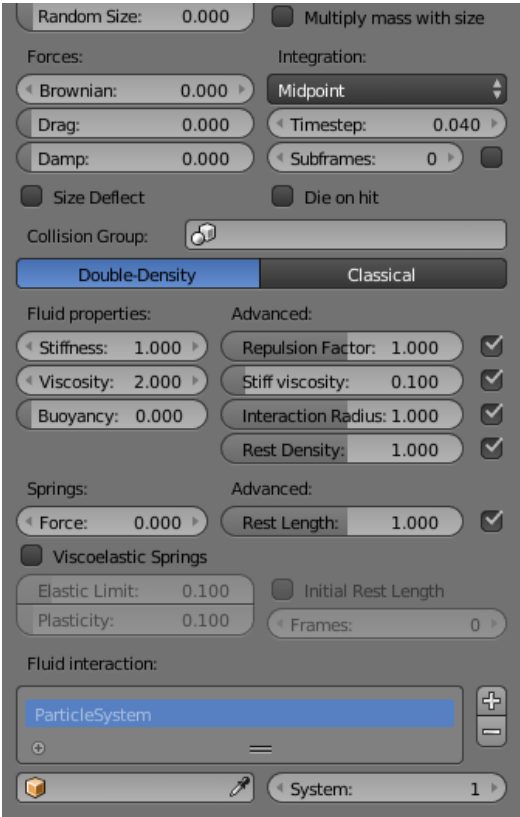 Random Size: 0.000 Multiply mass with size
Forces: Integration:
Brownian: 0.000 Midpoint
Drag: 0.000 Timestep: 0.040
Damp: 0.000 Subframes: 0
Size Deflect Die on hit
Collision Group:
Double-Density Classical
Fluid properties: Advanced:
Stiffness: 1.000 Repulsion Factor: 1.000
Viscosity: 2.000 Stiff viscosity: 0.100
Buoyancy: 0.000 Interaction Radius: 1.000
Rest Density: 1.000
Springs: Advanced:
Force: 0.000 Rest Length: 1.000
Viscoelastic Springs
Elastic Limit: 0.100 Initial Rest Length
Plasticity: 0.100 Frames: 0
Fluid interaction:
ParticleSystem
System: 1